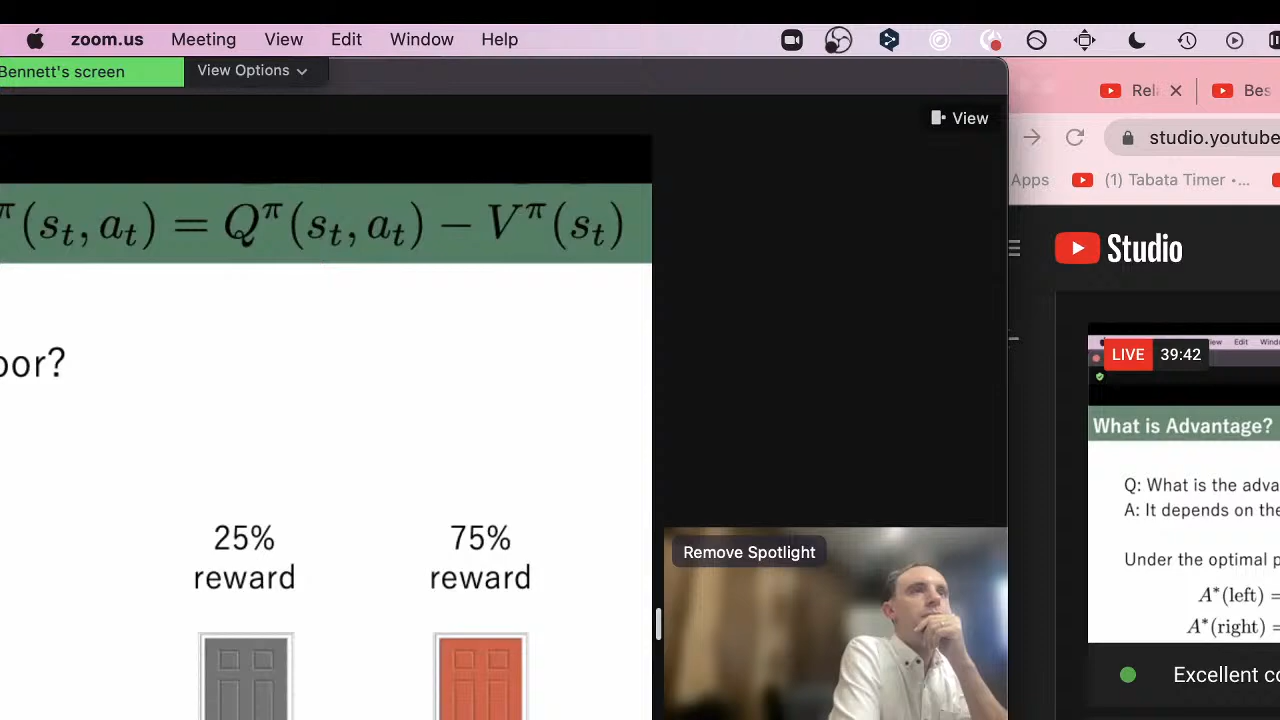 zoom.us Meeting View Edit Window Help
Bennett's screen View Options
View
π(st, at) = Qπ(st, at) − Vπ(st)
oor?
25%
reward
75%
reward
Remove Spotlight
Rel
Bes
studio.youtube
Apps (1) Tabata Timer •...
Studio
LIVE 39:42
Edit
What is Advantage?
Q: What is the adva
A: It depends on the
Under the optimal p
A*(left) =
A*(right) =
Excellent co